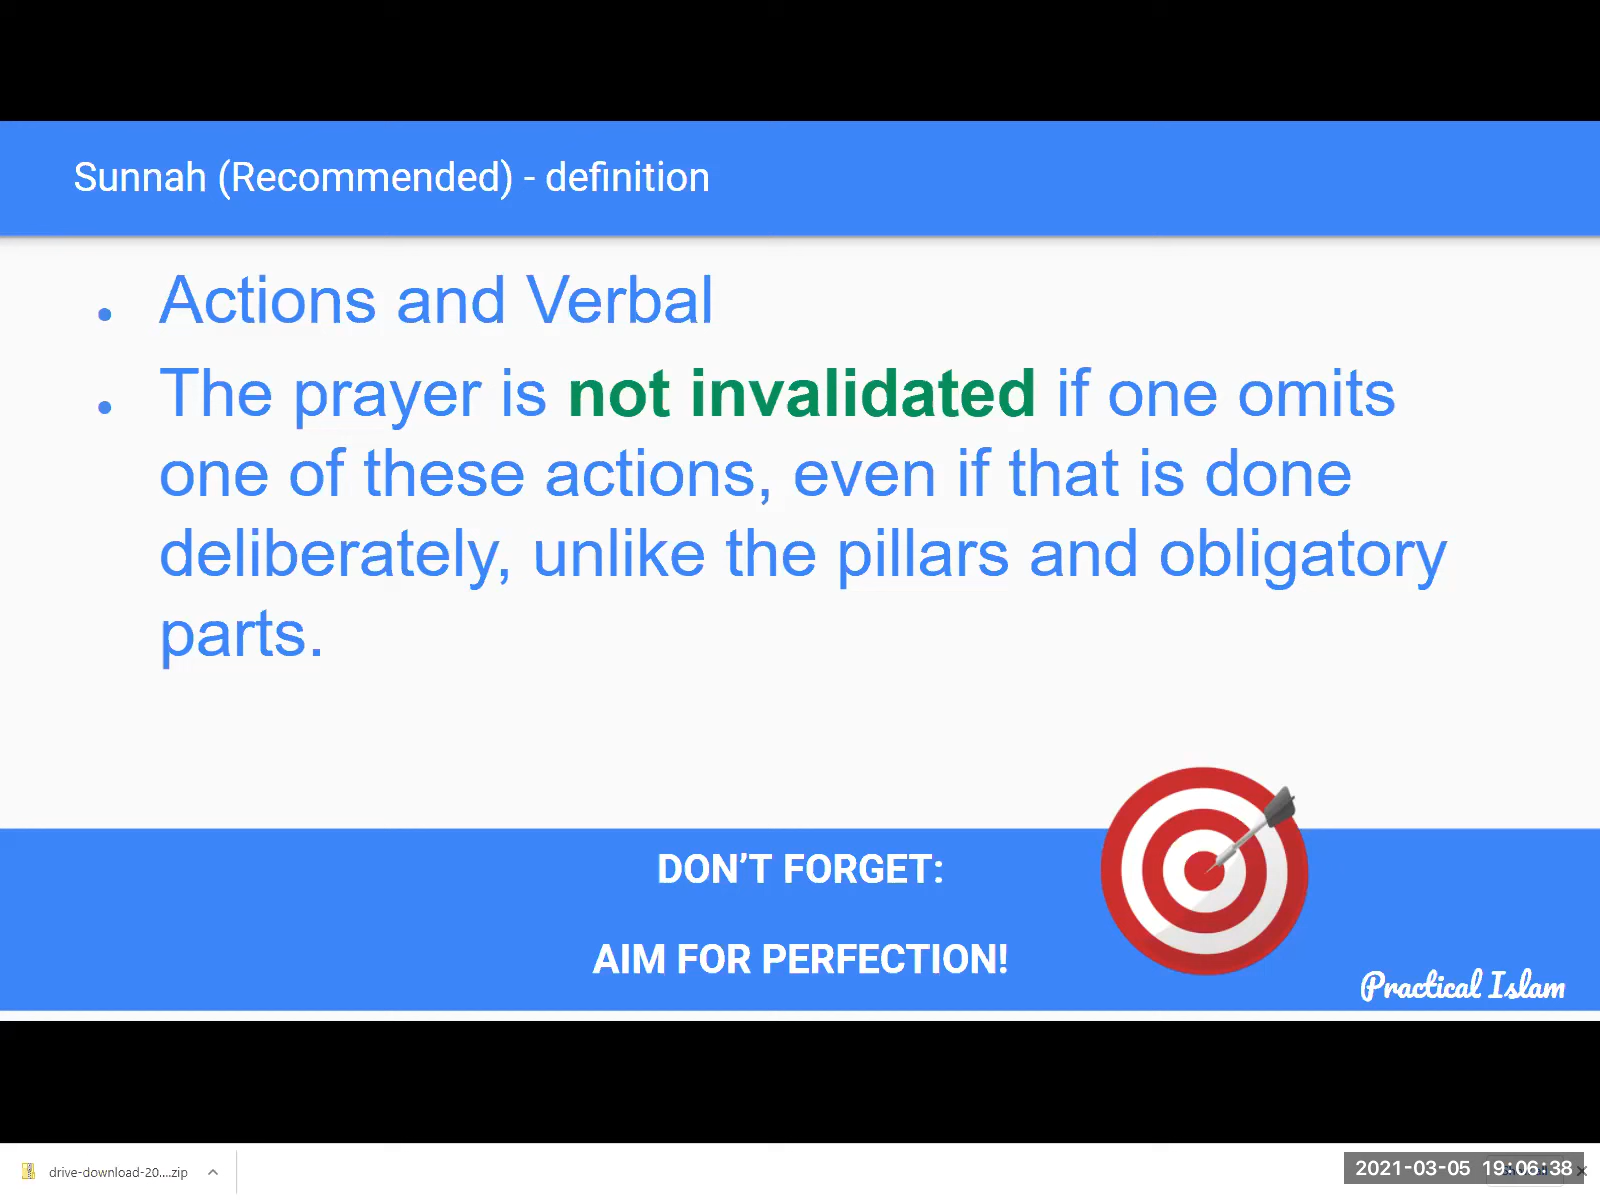 Sunnah (Recommended) - definition
• Actions and Verbal
• The prayer is not invalidated if one omits
one of these actions, even if that is done
deliberately, unlike the pillars and obligatory
parts.
DON’T FORGET:
AIM FOR PERFECTION!
Practical Islam
drive-download-20....zip
2021-03-05 19:06:38